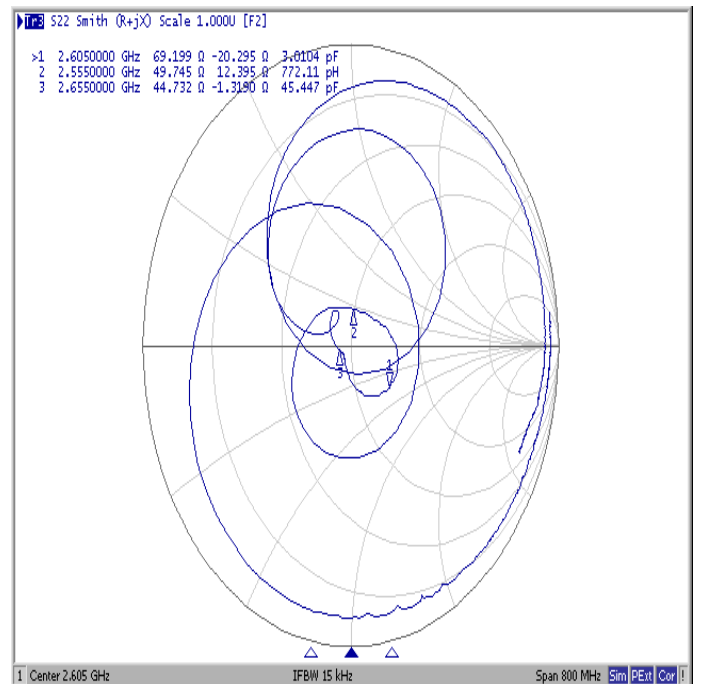 Tr3 S22 Smith (R+jX) Scale 1.000U [F2]
>1 2.6050000 GHz 69.199 Ω -20.295 Ω 3.0104 pF
2 2.5550000 GHz 49.745 Ω 12.395 Ω 772.11 pH
3 2.6550000 GHz 44.732 Ω -1.3190 Ω 45.447 pF
2
1
3
1 Center 2.605 GHz IFBW 15 kHz Span 800 MHz Sim PExt Cor !